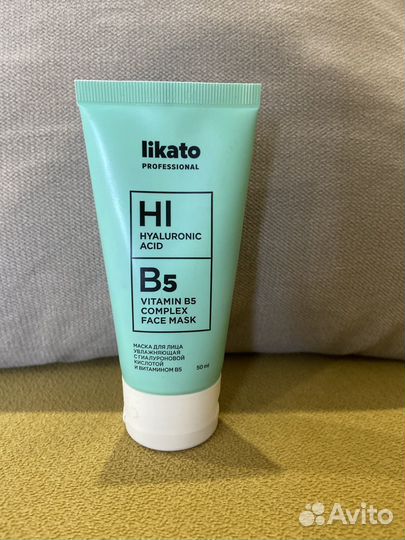 likato
PROFESSIONAL
HI
HYALURONIC
ACID
B5
VITAMIN B5
COMPLEX
FACE MASK
МАСКА ДЛЯ ЛИЦА
УВЛАЖНЯЮЩАЯ
С ГИАЛУРОНОВОЙ
КИСЛОТОЙ
И ВИТАМИНОМ В5
50 ml
Avito